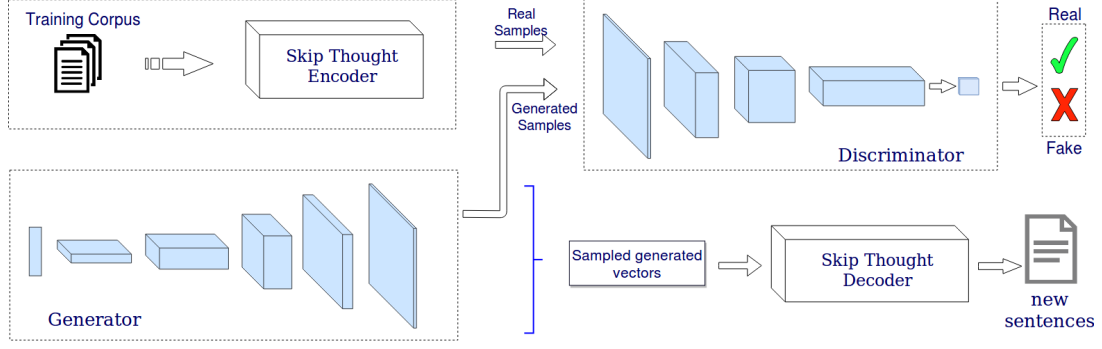 Training Corpus
Skip Thought
Encoder
Real
Samples
Generated
Samples
Discriminator
Real
Fake
Generator
Sampled generated
vectors
Skip Thought
Decoder
new
sentences